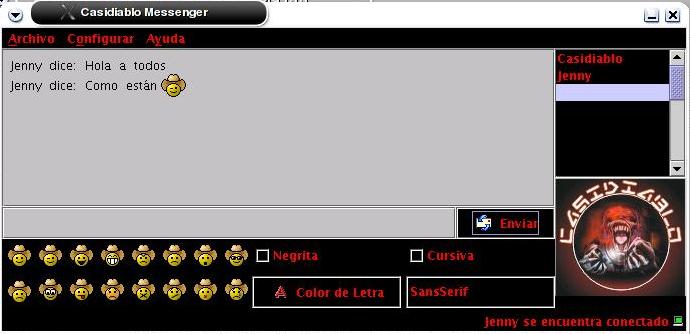 Casidiablo Messenger
Archivo Configurar Ayuda
Jenny dice: Hola a todos
Jenny dice: Como están
Casidiablo
Jenny
Enviar
Negrita
Cursiva
Color de Letra
SansSerif
CASIDIABLO
Jenny se encuentra conectado